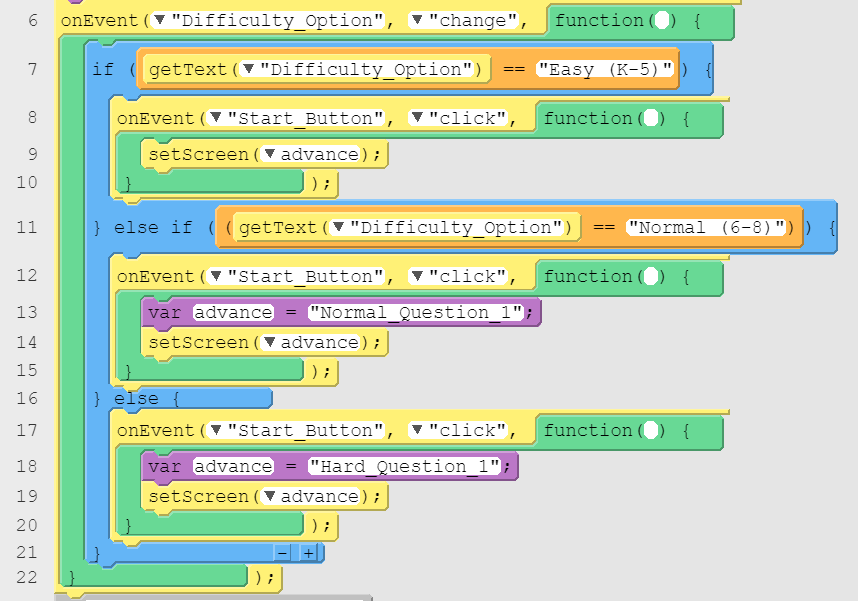 6 onEvent(▼"Difficulty_Option", ▼"change", function() {
7 if (getText(▼"Difficulty_Option") == "Easy (K-5)") {
8 onEvent(▼"Start_Button", ▼"click", function() {
9 setScreen(▼advance);
10 });
11 } else if ((getText(▼"Difficulty_Option") == "Normal (6-8)")) {
12 onEvent(▼"Start_Button", ▼"click", function() {
13 var advance = "Normal_Question_1";
14 setScreen(▼advance);
15 });
16 } else {
17 onEvent(▼"Start_Button", ▼"click", function() {
18 var advance = "Hard_Question_1";
19 setScreen(▼advance);
20 });
21 } - +
22 });